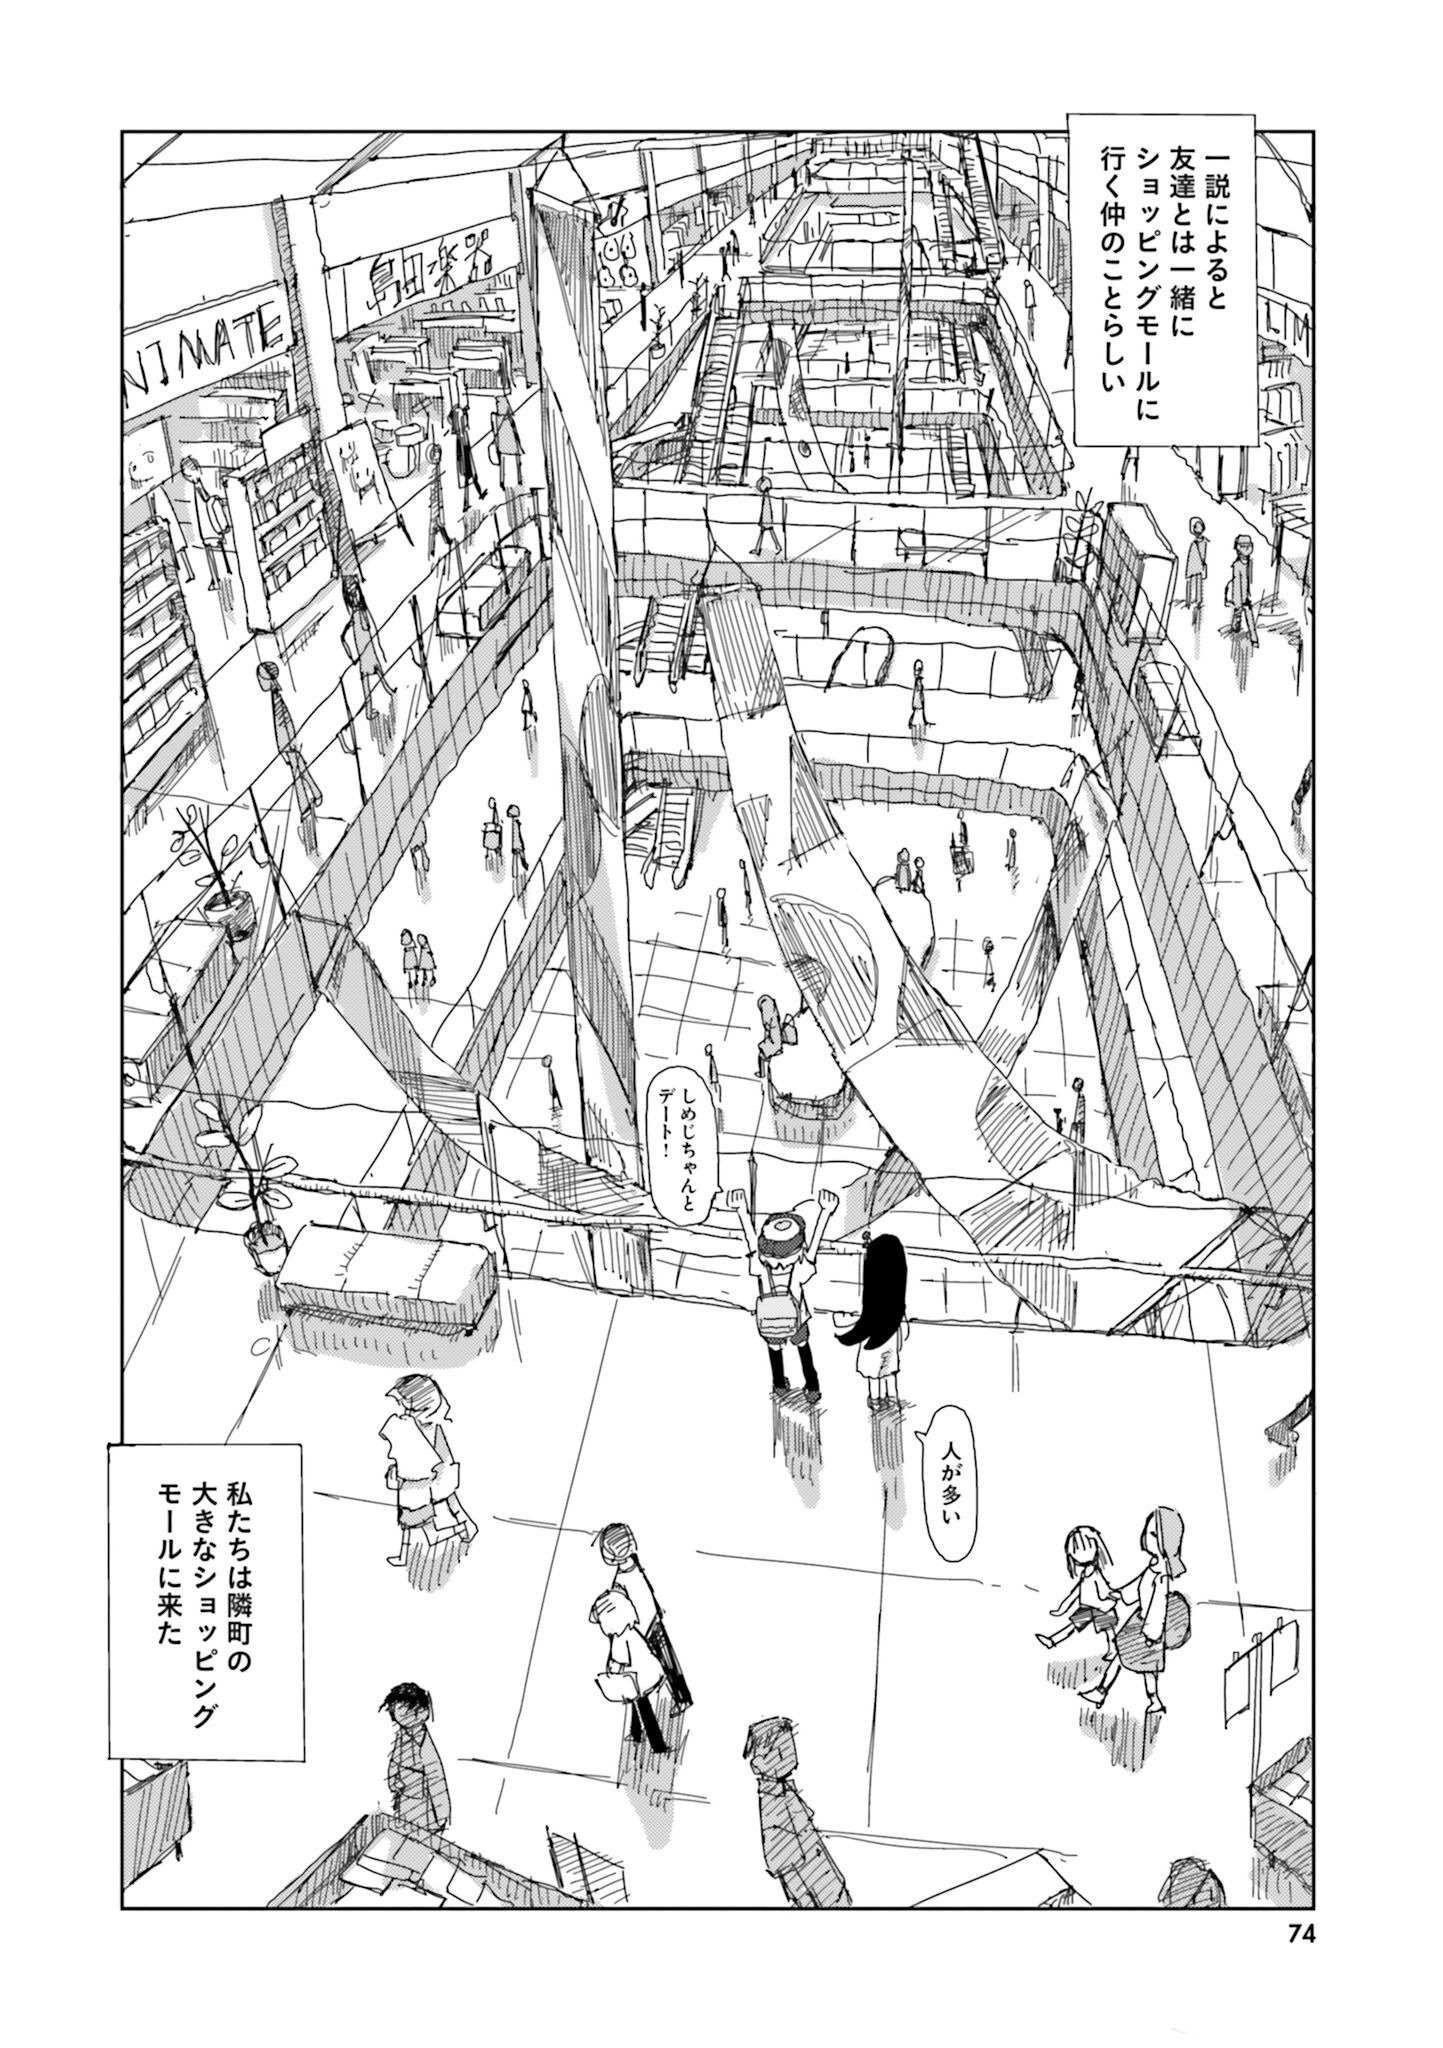 一説によると
友達とは一緒に
ショッピングモールに
行く仲のことらしい
NIMATE
島田楽器
しめじちゃんと
デート！
人が多い
私たちは隣町の
大きなショッピング
モールに来た
74